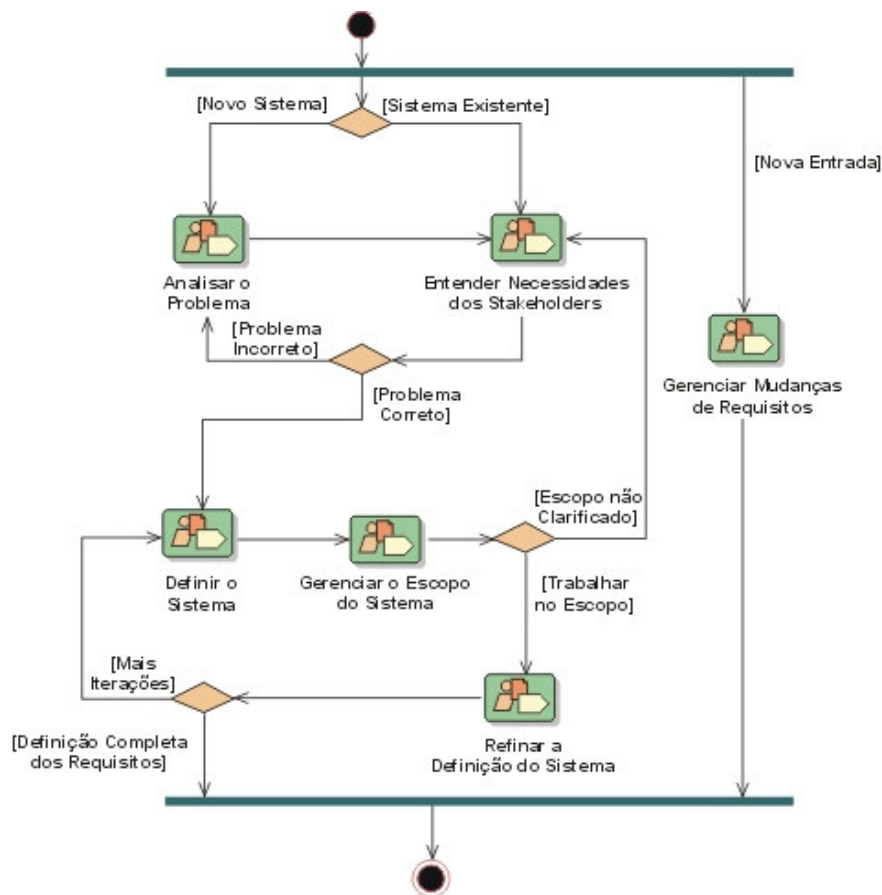 [Novo Sistema]
[Sistema Existente]
[Nova Entrada]
Analisar o
Problema
Entender Necessidades
dos Stakeholders
[Problema
Incorreto]
[Problema
Correto]
Gerenciar Mudanças
de Requisitos
[Escopo não
Clarificado]
Definir o
Sistema
Gerenciar o Escopo
do Sistema
[Trabalhar
no Escopo]
[Mais
Iterações]
[Definição Completa
dos Requisitos]
Refinar a
Definição do Sistema